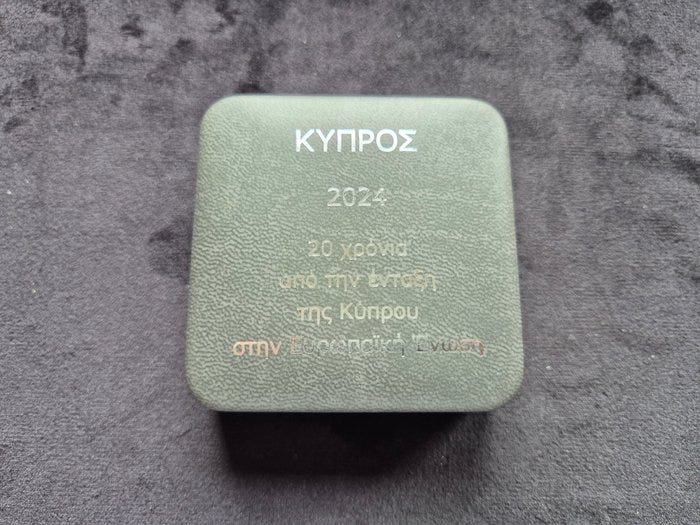 ΚΥΠΡΟΣ
2024
20 χρόνια
από την ένταξη
της Κύπρου
στην Ευρωπαϊκή Ένωση